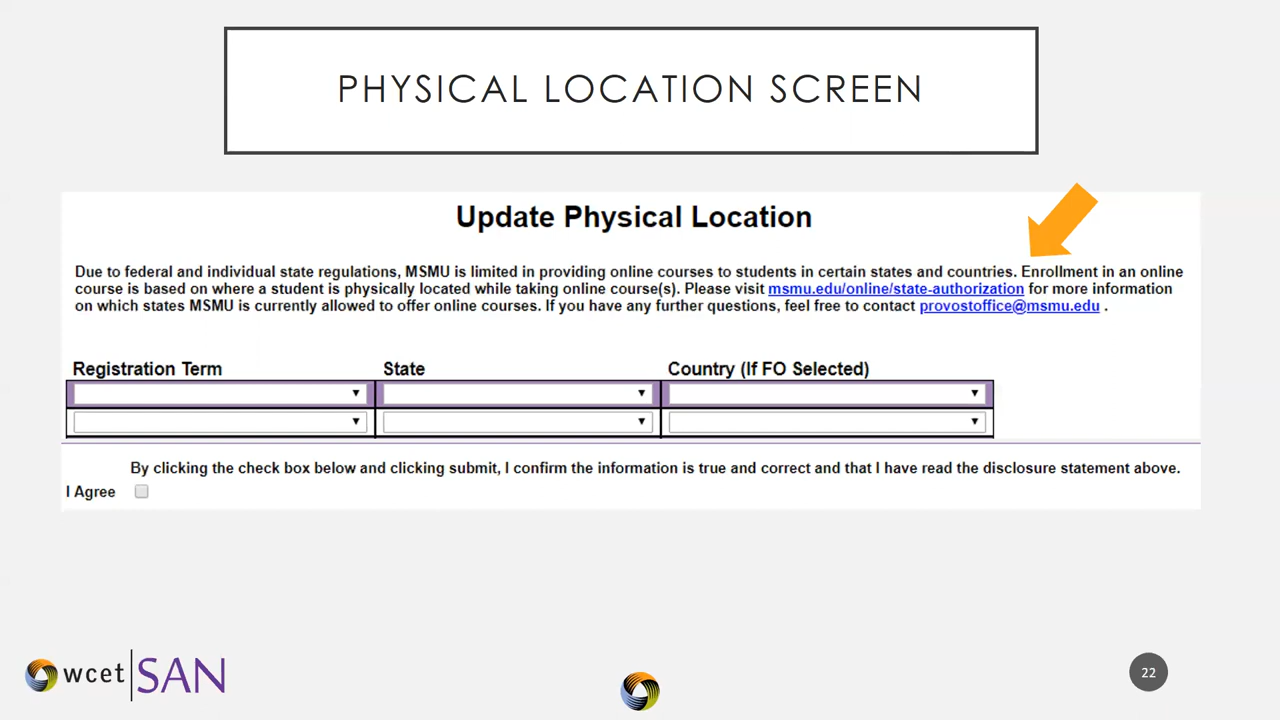 PHYSICAL LOCATION SCREEN
Update Physical Location
Due to federal and individual state regulations, MSMU is limited in providing online courses to students in certain states and countries. Enrollment in an online
course is based on where a student is physically located while taking online course(s). Please visit msmu.edu/online/state-authorization for more information
on which states MSMU is currently allowed to offer online courses. If you have any further questions, feel free to contact provostoffice@msmu.edu .
Registration Term State Country (If FO Selected)
By clicking the check box below and clicking submit, I confirm the information is true and correct and that I have read the disclosure statement above.
I Agree
wcet SAN
22